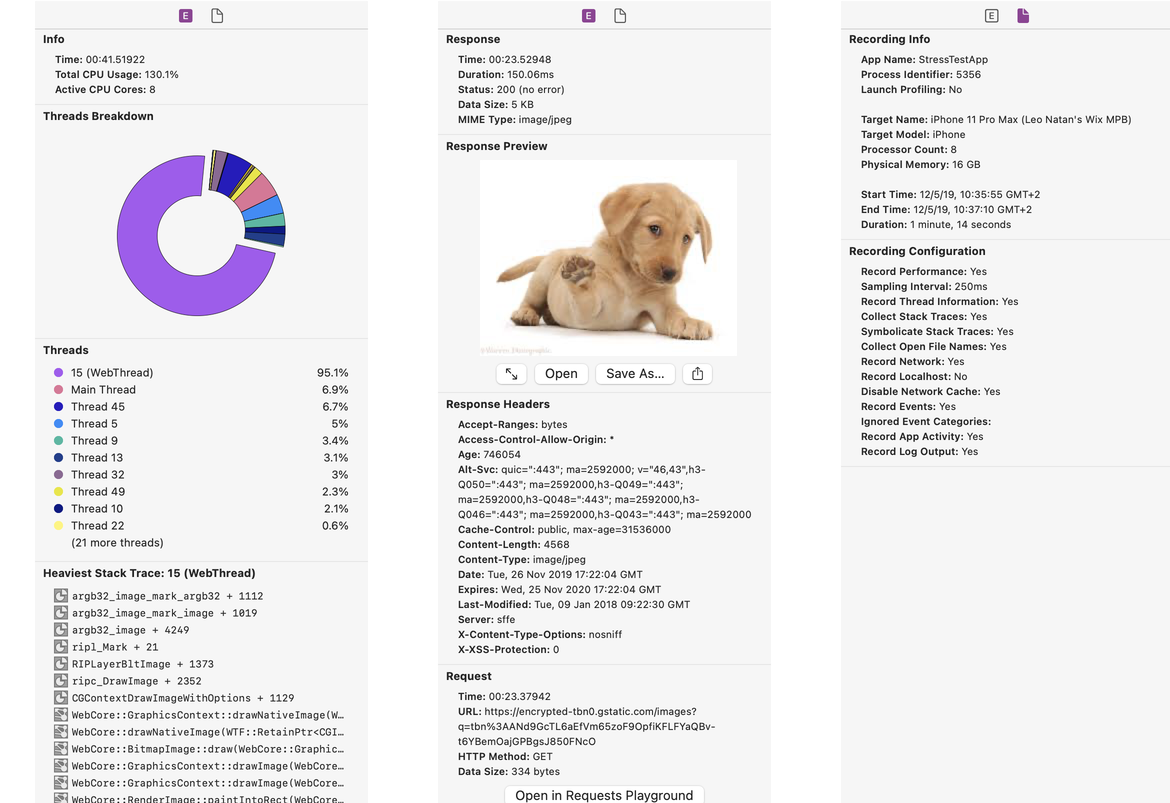 E
Info
Time: 00:41.51922
Total CPU Usage: 130.1%
Active CPU Cores: 8
Threads Breakdown
Threads
15 (WebThread) 95.1%
Main Thread 6.9%
Thread 45 6.7%
Thread 5 5%
Thread 9 3.4%
Thread 13 3.1%
Thread 32 3%
Thread 49 2.3%
Thread 10 2.1%
Thread 22 0.6%
(21 more threads)
Heaviest Stack Trace: 15 (WebThread)
argb32_image_mark_argb32 + 1112
argb32_image_mark_image + 1019
argb32_image + 4249
ripl_Mark + 21
RIPLayerBltImage + 1373
ripc_DrawImage + 2352
CGContextDrawImageWithOptions + 1129
WebCore::GraphicsContext::drawNativeImage(W…
WebCore::drawNativeImage(WTF::RetainPtr<CGI…
WebCore::BitmapImage::draw(WebCore::Graphic…
WebCore::GraphicsContext::drawImage(WebCore…
WebCore::GraphicsContext::drawImage(WebCore…
WebCore::RenderImage::paintIntoRect(WebCore…
E
Response
Time: 00:23.52948
Duration: 150.06ms
Status: 200 (no error)
Data Size: 5 KB
MIME Type: image/jpeg
Response Preview
Open
Save As...
Response Headers
Accept-Ranges: bytes
Access-Control-Allow-Origin: *
Age: 746054
Alt-Svc: quic=":443"; ma=2592000; v="46,43",h3-
Q050=":443"; ma=2592000,h3-Q049=":443";
ma=2592000,h3-Q048=":443"; ma=2592000,h3-
Q046=":443"; ma=2592000,h3-Q043=":443"; ma=2592000
Cache-Control: public, max-age=31536000
Content-Length: 4568
Content-Type: image/jpeg
Date: Tue, 26 Nov 2019 17:22:04 GMT
Expires: Wed, 25 Nov 2020 17:22:04 GMT
Last-Modified: Tue, 09 Jan 2018 09:22:30 GMT
Server: sffe
X-Content-Type-Options: nosniff
X-XSS-Protection: 0
Request
Time: 00:23.37942
URL: https://encrypted-tbn0.gstatic.com/images?
q=tbn%3AANd9GcTL6aEfVm65zoF9OpfiKFLFYaQBv-
t6YBemOajGPBgsJ850FNcO
HTTP Method: GET
Data Size: 334 bytes
Open in Requests Playground
E
Recording Info
App Name: StressTestApp
Process Identifier: 5356
Launch Profiling: No
Target Name: iPhone 11 Pro Max (Leo Natan's Wix MPB)
Target Model: iPhone
Processor Count: 8
Physical Memory: 16 GB
Start Time: 12/5/19, 10:35:55 GMT+2
End Time: 12/5/19, 10:37:10 GMT+2
Duration: 1 minute, 14 seconds
Recording Configuration
Record Performance: Yes
Sampling Interval: 250ms
Record Thread Information: Yes
Collect Stack Traces: Yes
Symbolicate Stack Traces: Yes
Collect Open File Names: Yes
Record Network: Yes
Record Localhost: No
Disable Network Cache: Yes
Record Events: Yes
Ignored Event Categories:
Record App Activity: Yes
Record Log Output: Yes